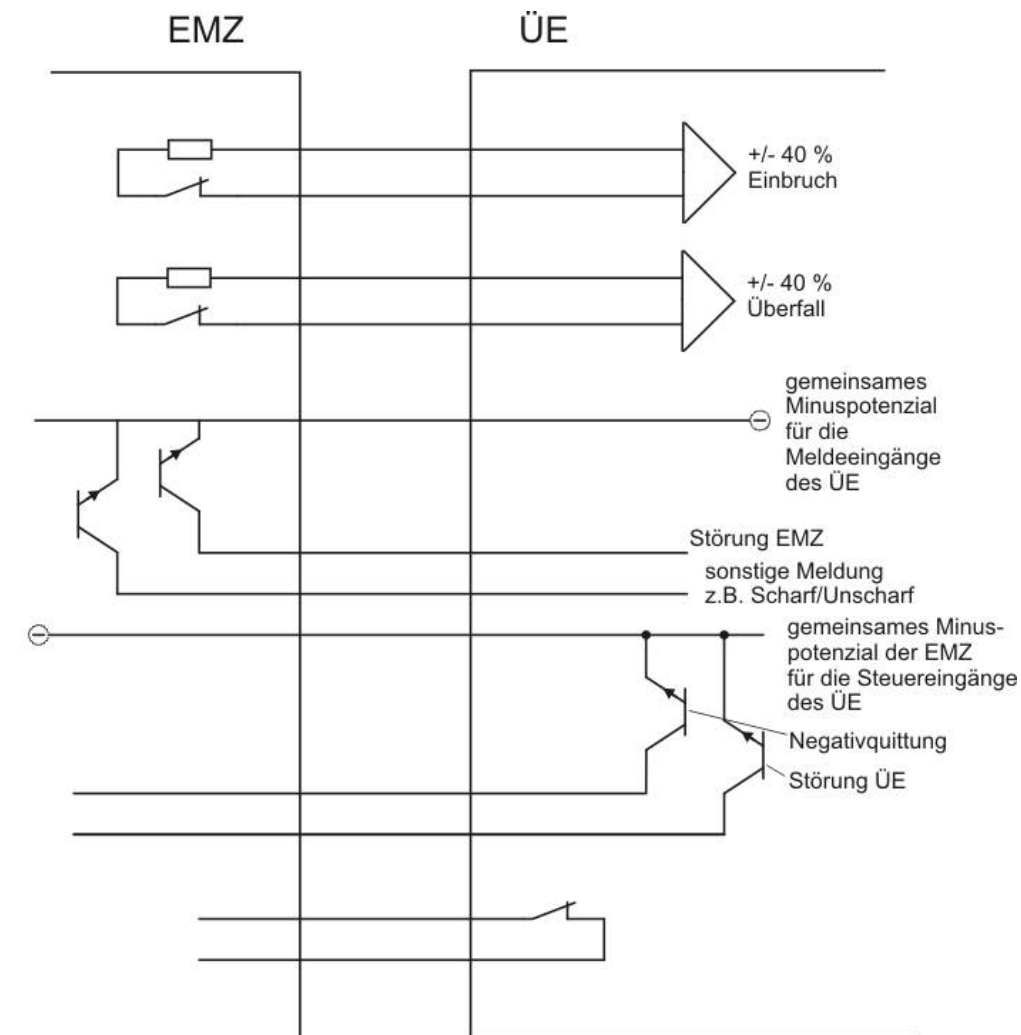 EMZ
ÜE
+/- 40 %
Einbruch
+/- 40 %
Überfall
gemeinsames
Minuspotenzial
für die
Meldeeingänge
des ÜE
Störung EMZ
sonstige Meldung
z.B. Scharf/Unscharf
gemeinsames Minus-
potenzial der EMZ
für die Steuereingänge
des ÜE
Negativquittung
Störung ÜE